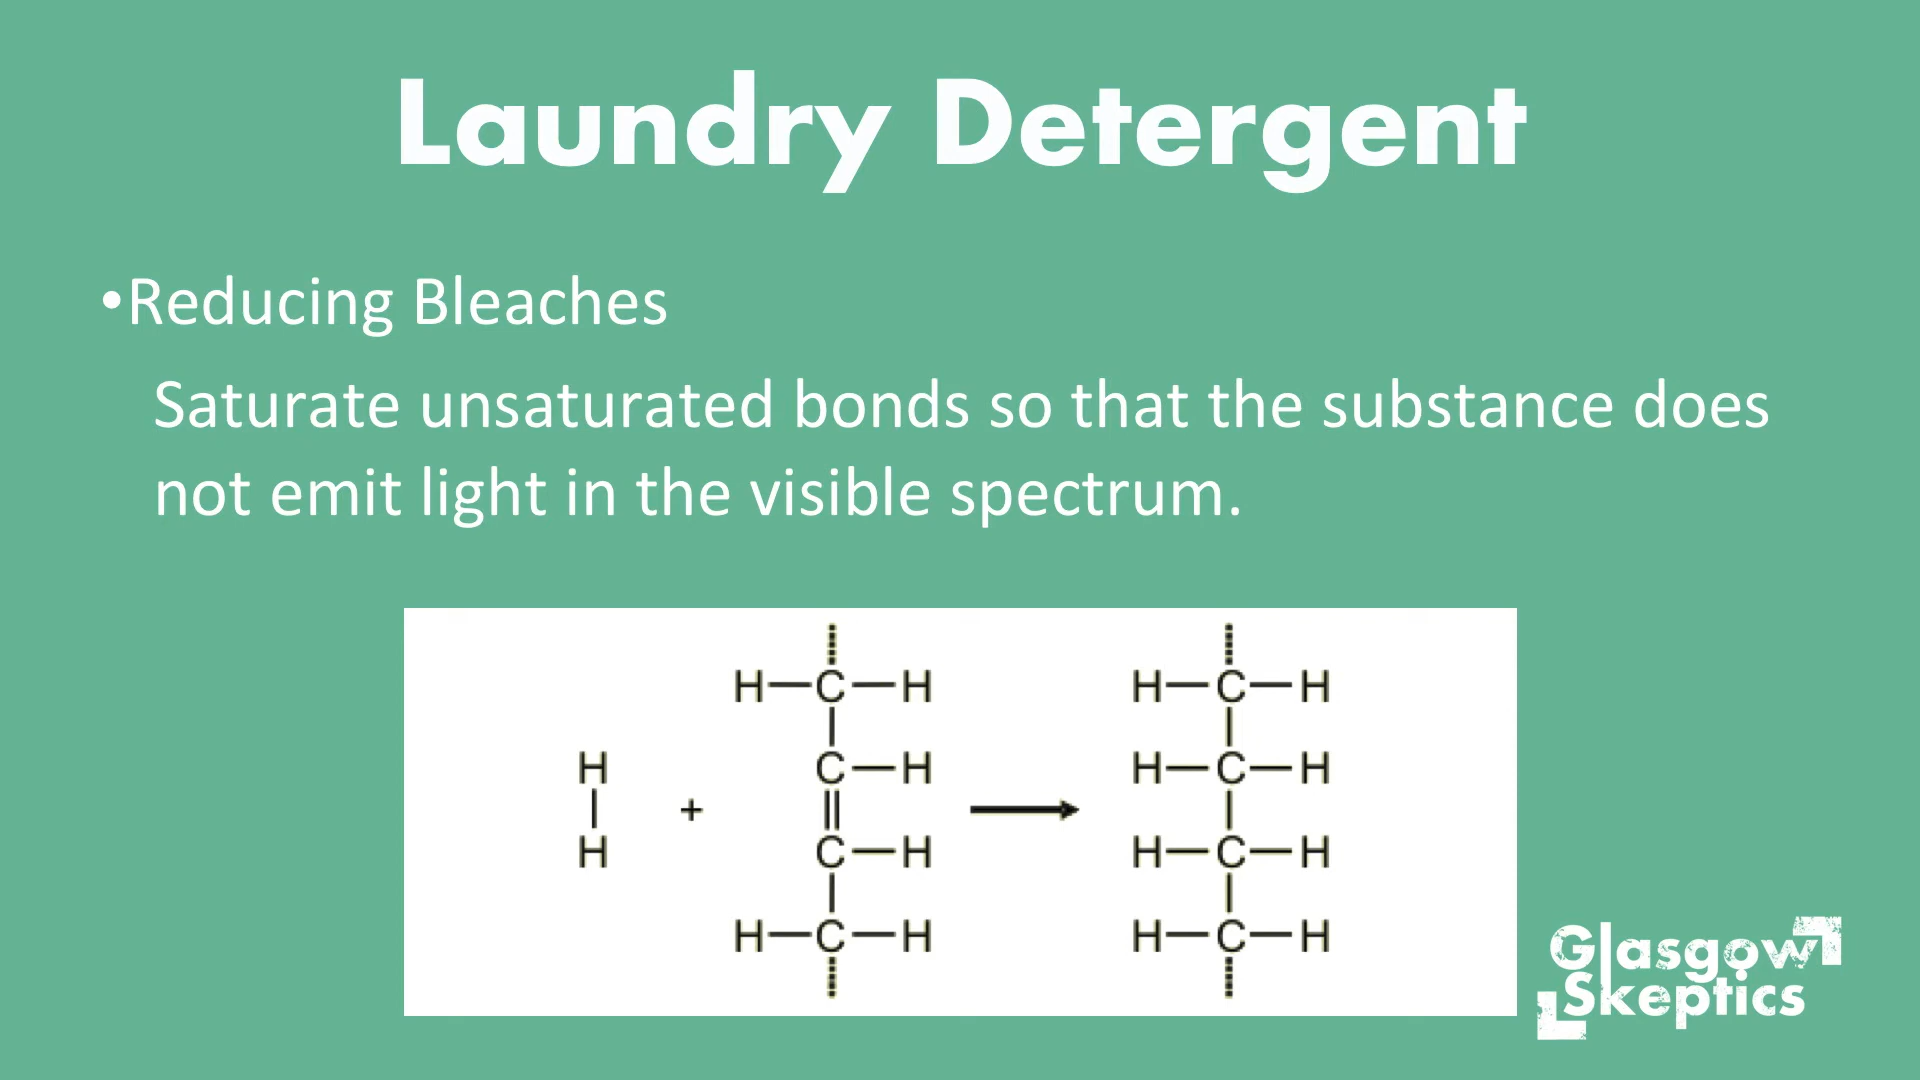 Laundry Detergent
•Reducing Bleaches
Saturate unsaturated bonds so that the substance does
not emit light in the visible spectrum.
H—C—H H—C—H
H C—H H—C—H
+
H C—H H—C—H
H—C—H H—C—H
Glasgow
Skeptics